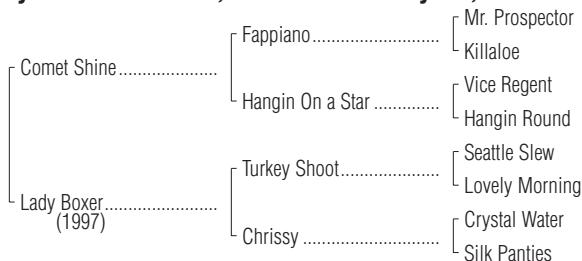 Mr. Prospector
Fappiano
Killaloe
Comet Shine
Vice Regent
Hangin On a Star
Hangin Round
Seattle Slew
Turkey Shoot
Lovely Morning
Lady Boxer
(1997)
Crystal Water
Chrissy
Silk Panties